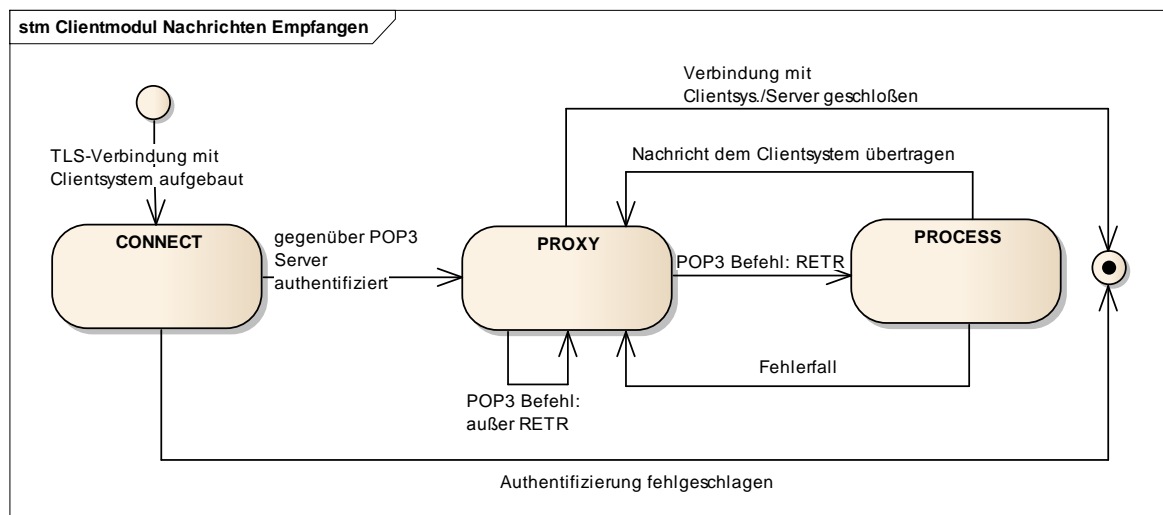 stm Clientmodul Nachrichten Empfangen
Verbindung mit
Clientsys./Server geschloßen
TLS-Verbindung mit
Clientsystem aufgebaut
Nachricht dem Clientsystem übertragen
CONNECT
gegenüber POP3
Server
authentifiziert
PROXY
POP3 Befehl: RETR
PROCESS
POP3 Befehl:
außer RETR
Fehlerfall
Authentifizierung fehlgeschlagen